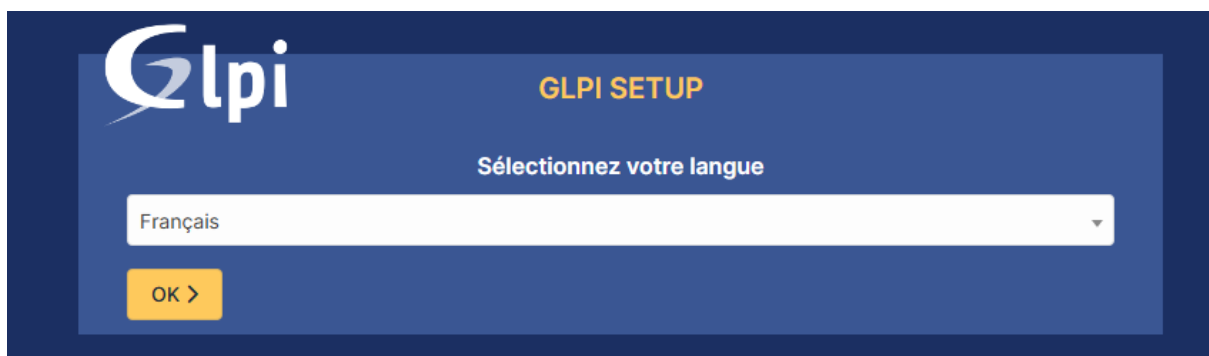 Glpi
GLPI SETUP
Sélectionnez votre langue
Français
OK >